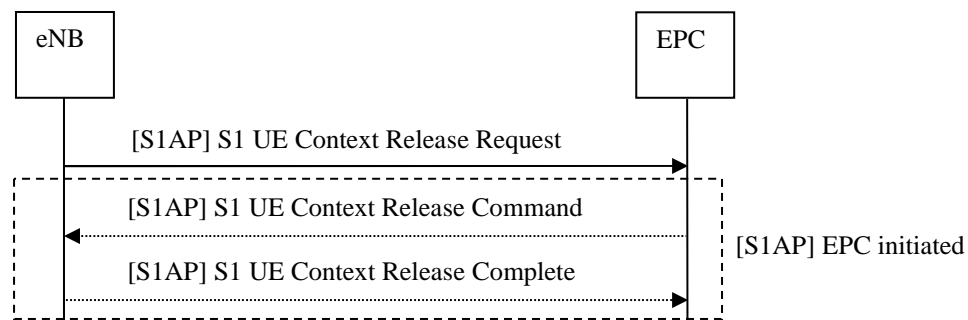 eNB
EPC
[S1AP] S1 UE Context Release Request
[S1AP] S1 UE Context Release Command
[S1AP] EPC initiated
[S1AP] S1 UE Context Release Complete